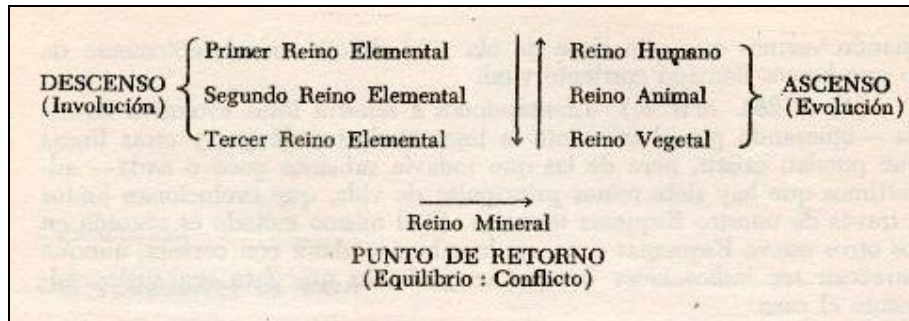 Primer Reino Elemental
DESCENSO
(Involución)
Segundo Reino Elemental
Tercer Reino Elemental
Reino Humano
Reino Animal
Reino Vegetal
ASCENSO
(Evolución)
Reino Mineral
PUNTO DE RETORNO
(Equilibrio : Conflicto)